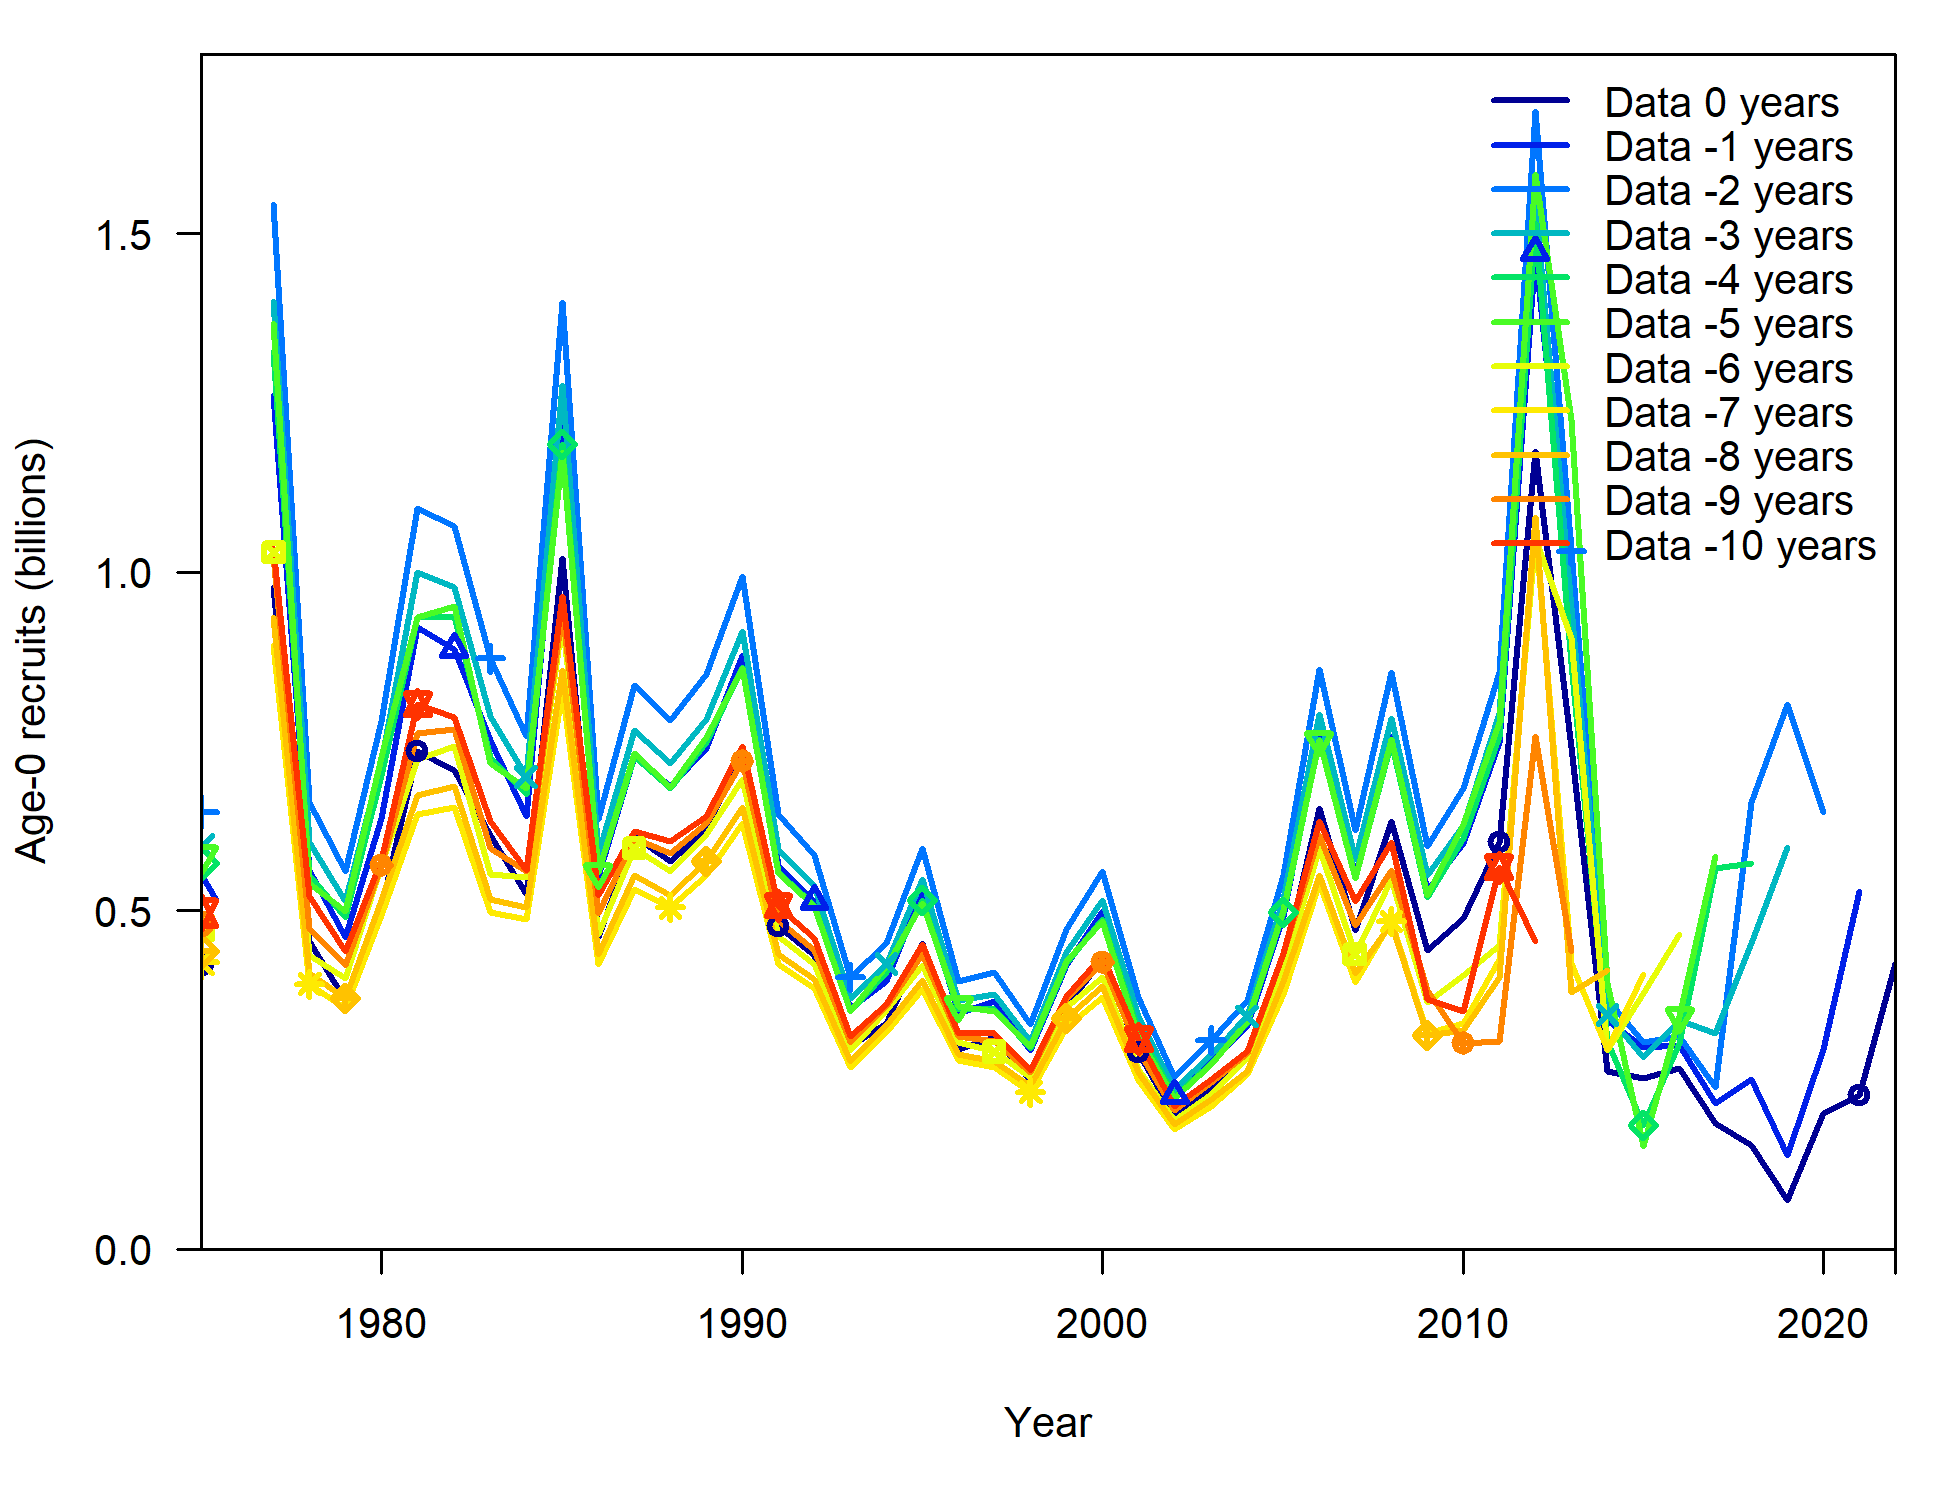 Data 0 years
Data -1 years
Data -2 years
Data -3 years
Data -4 years
Data -5 years
Data -6 years
Data -7 years
Data -8 years
Data -9 years
Data -10 years
1.5
1.0
0.5
0.0
Age-0 recruits (billions)
1980 1990 2000 2010 2020
Year